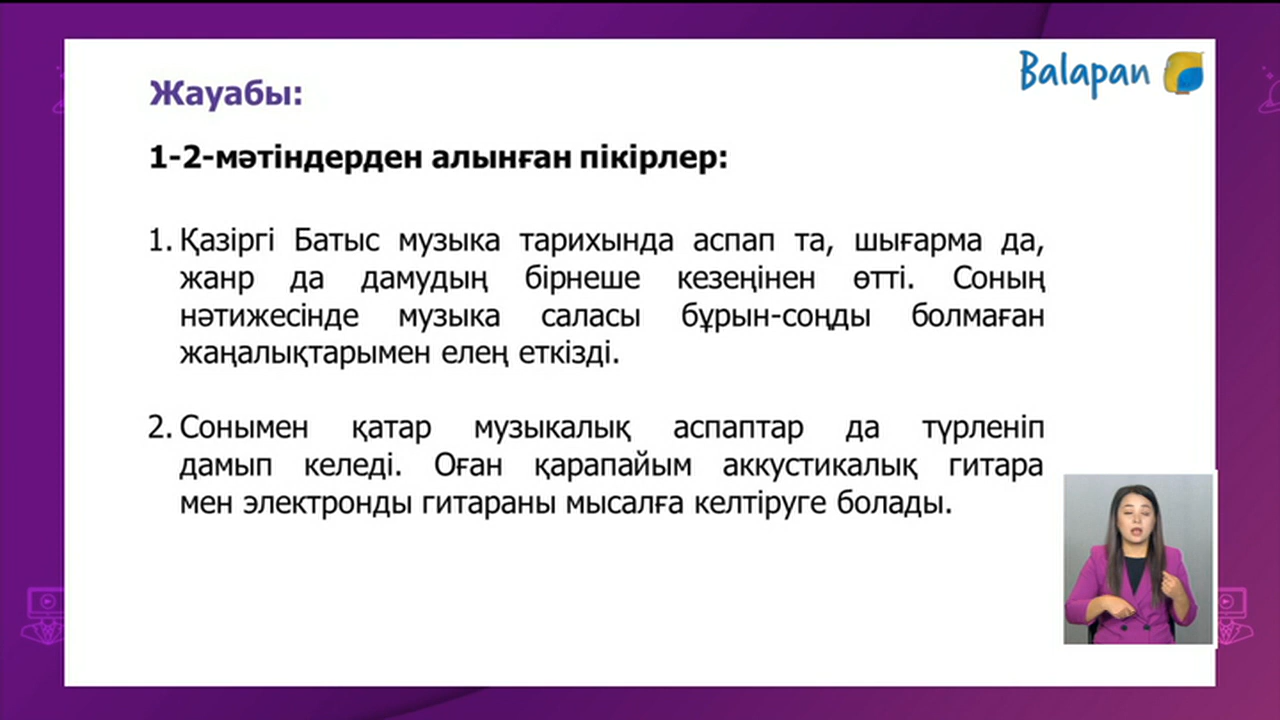 Balapan
Жауабы:
1-2-мәтіндерден алынған пікірлер:
1. Қазіргі Батыс музыка тарихында аспап та, шығарма да,
жанр да дамудың бірнеше кезеңінен өтті. Соның
нәтижесінде музыка саласы бұрын-соңды болмаған
жаңалықтарымен елең еткізді.
2. Сонымен қатар музыкалық аспаптар да түрленіп
дамып келеді. Оған қарапайым аккустикалық гитара
мен электронды гитараны мысалға келтіруге болады.